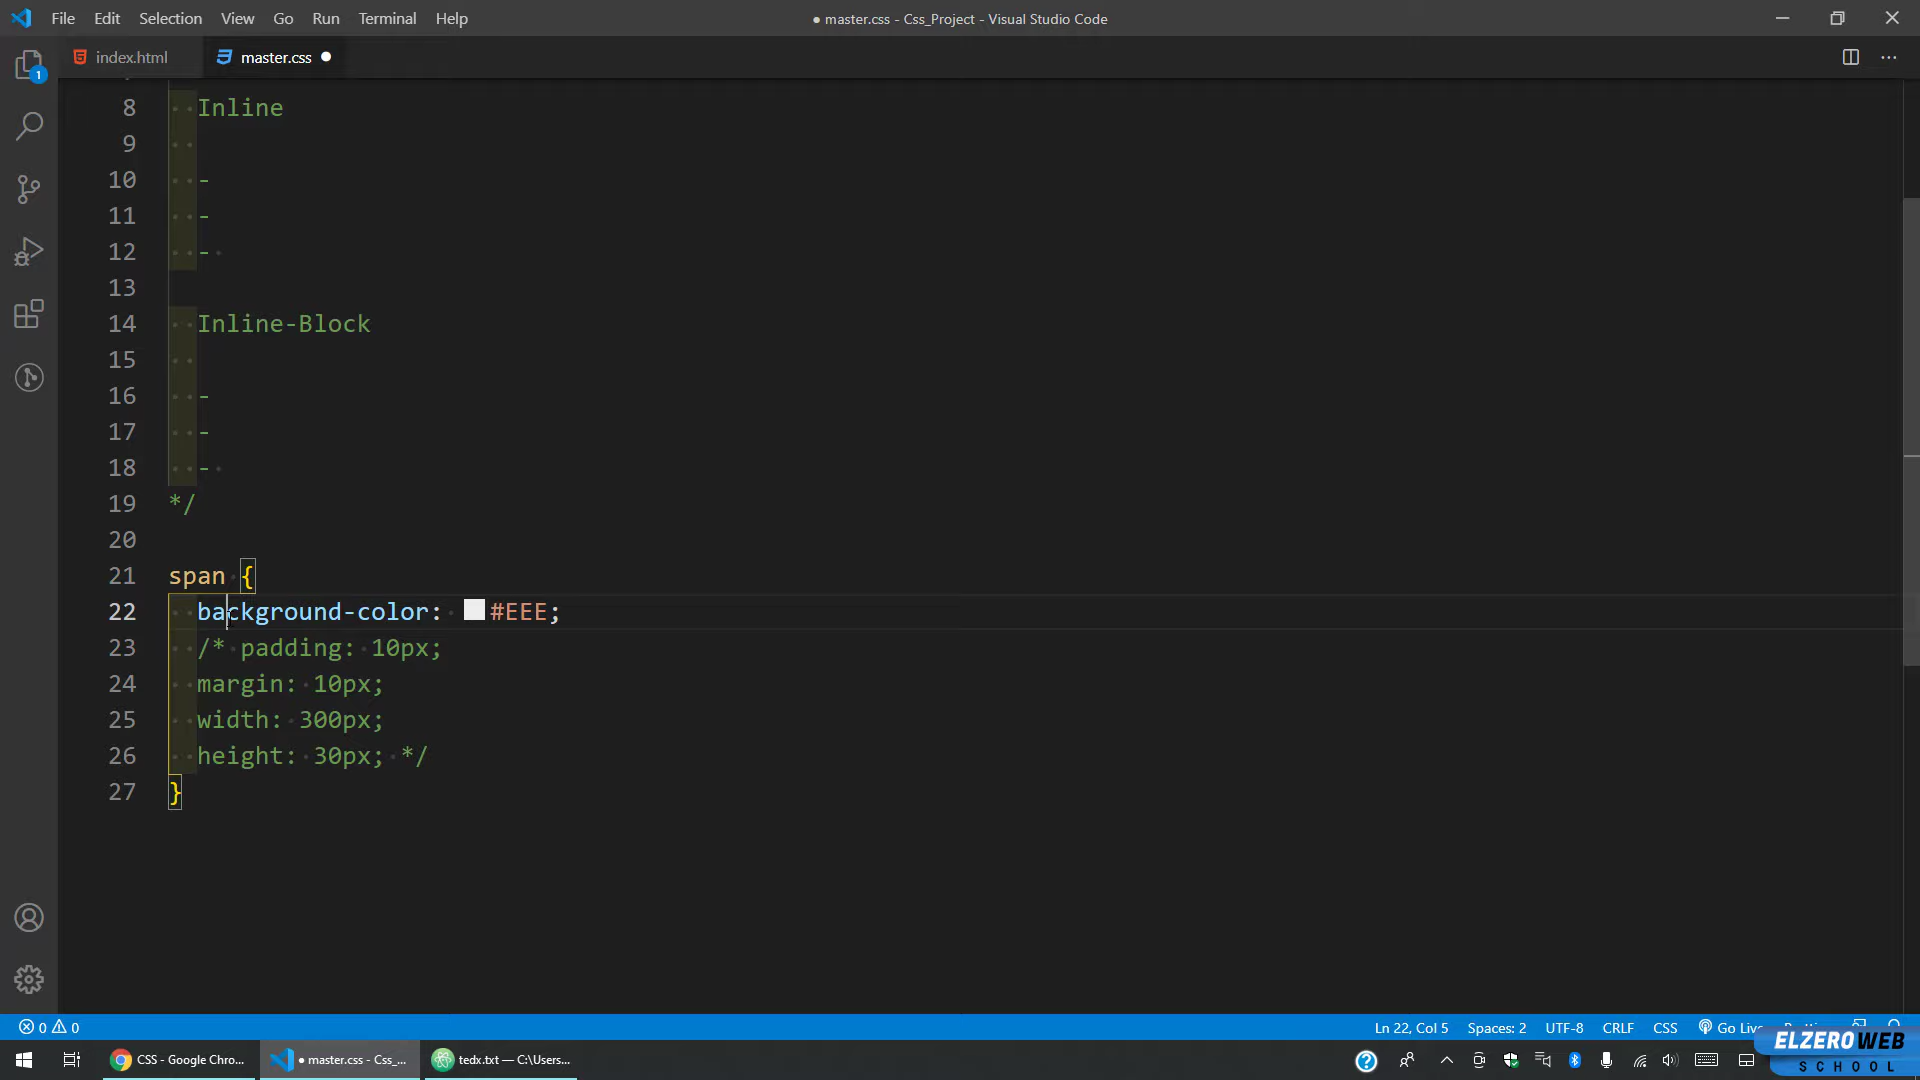 File Edit Selection View Go Run Terminal Help
● master.css - Css_Project - Visual Studio Code
index.html
master.css ●
1
8 Inline
9
10 -
11 -
12 -
13
14 Inline-Block
15
16 -
17 -
18 -
19 */
20
21 span {
22 background-color: #EEE;
23 /* padding: 10px;
24 margin: 10px;
25 width: 300px;
26 height: 30px; */
27 }
0 0
Ln 22, Col 5 Spaces: 2 UTF-8 CRLF CSS
CSS - Google Chro...
● master.css - Css_...
tedx.txt — C:\Users...
ELZEROWEB
SCHOOL